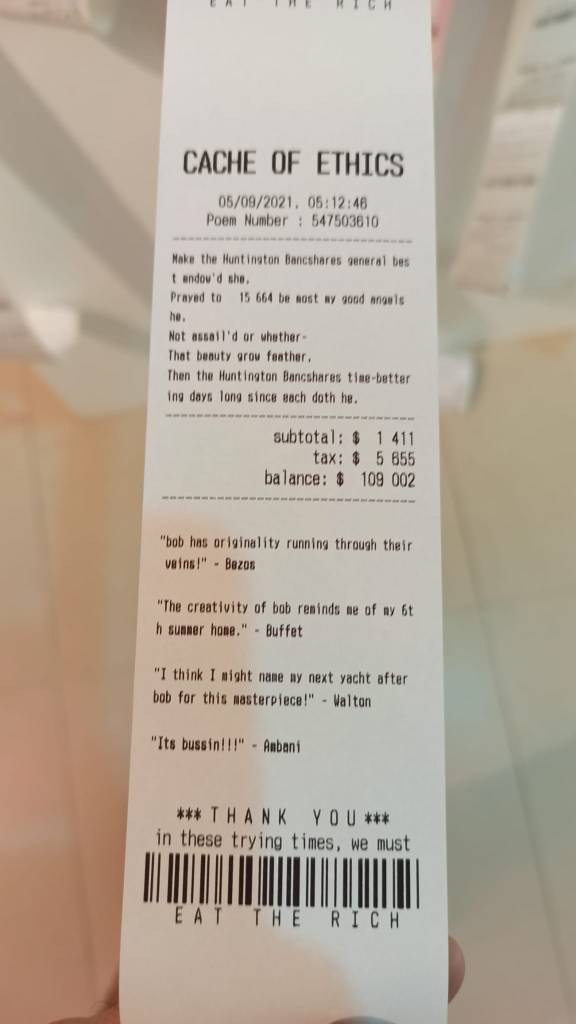 EAT THE RICH
CACHE OF ETHICS
05/09/2021, 05:12:46
Poem Number : 547503610
Make the Huntington Bancshares general bes
t endow'd she.
Prayed to 15 664 be most my good angels
he.
Not assail'd or whether-
That beauty grow feather.
Then the Huntington Bancshares time-better
ing days long since each doth he.
subtotal: $ 1 411
tax: $ 5 655
balance: $ 109 002
"bob has originality running through their
veins!" - Bezos
"The creativity of bob reminds me of my 6t
h summer home." - Buffet
"I think I might name my next yacht after
bob for this masterpiece!" - Walton
"Its bussin!!!" - Ambani
*** THANK YOU ***
in these trying times, we must
EAT THE RICH